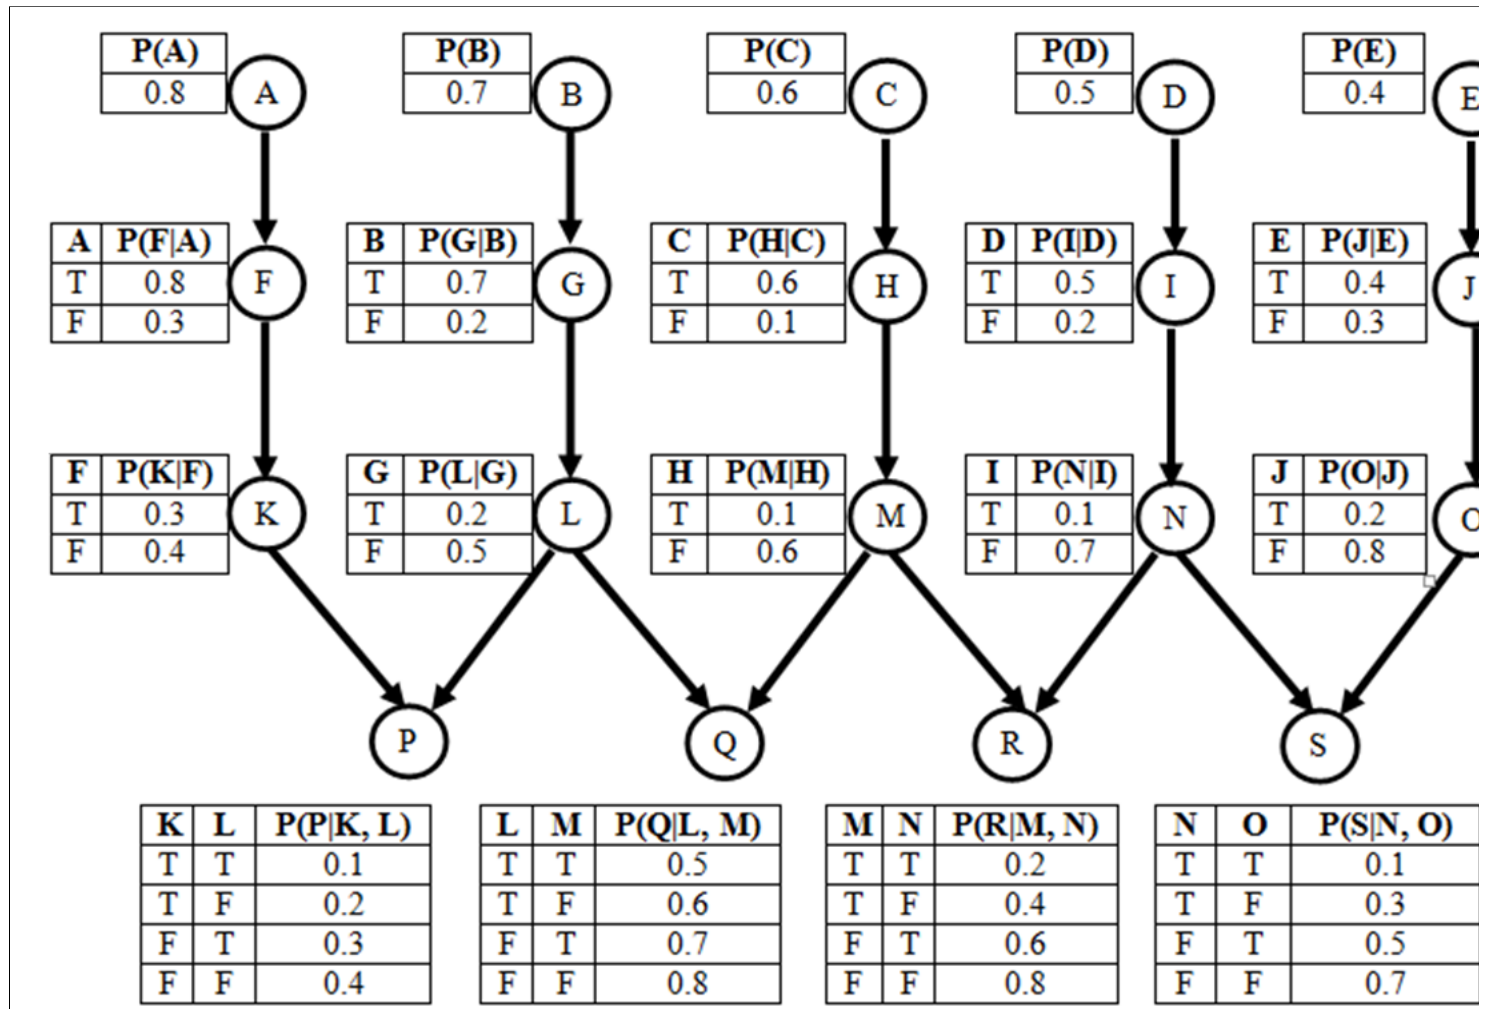 P(A) P(B) P(C) P(D) P(E)
0.8 A 0.7 B 0.6 C 0.5 D 0.4 E
A P(F|A) B P(G|B) C P(H|C) D P(I|D) E P(J|E)
T 0.8 F T 0.7 G T 0.6 H T 0.5 I T 0.4 J
F 0.3 F 0.2 F 0.1 F 0.2 F 0.3
F P(K|F) G P(L|G) H P(M|H) I P(N|I) J P(O|J)
T 0.3 K T 0.2 L T 0.1 M T 0.1 N T 0.2 O
F 0.4 F 0.5 F 0.6 F 0.7 F 0.8
P Q R S
K L P(P|K, L) L M P(Q|L, M) M N P(R|M, N) N O P(S|N, O)
T T 0.1 T T 0.5 T T 0.2 T T 0.1
T F 0.2 T F 0.6 T F 0.4 T F 0.3
F T 0.3 F T 0.7 F T 0.6 F T 0.5
F F 0.4 F F 0.8 F F 0.8 F F 0.7